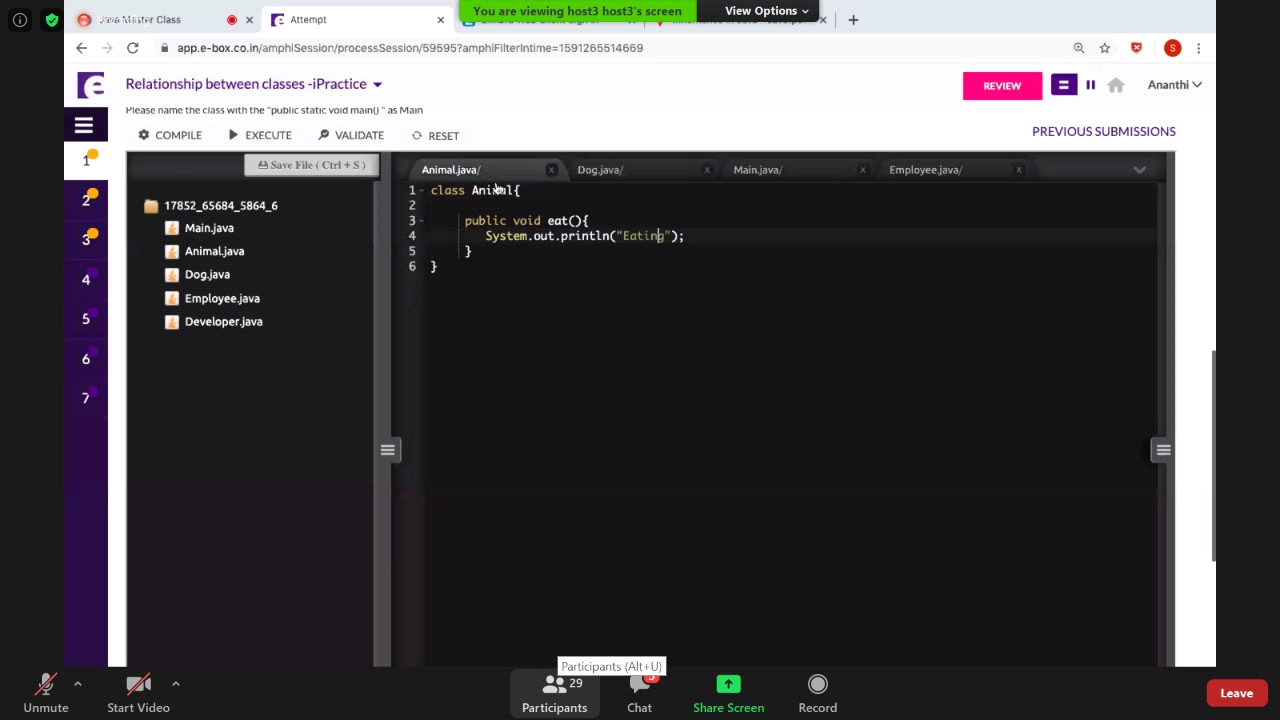 Java Master Class
Attempt
You are viewing host3 host3's screen
View Options
app.e-box.co.in/amphiSession/processSession/59595?amphiFilterIntime=1591265514669
S
Relationship between classes -iPractice
REVIEW
Ananthi
Please name the class with the "public static void main() " as Main
COMPILE
EXECUTE
VALIDATE
RESET
PREVIOUS SUBMISSIONS
Save File ( Ctrl + S )
Animal.java/
Dog.java/
Main.java/
Employee.java/
1
2
3
4
5
6
7
17852_65684_5864_6
Main.java
Animal.java
Dog.java
Employee.java
Developer.java
1 class Animal{
2
3 public void eat(){
4 System.out.println("Eating");
5 }
6 }
Participants (Alt+U)
Unmute
Start Video
29
Participants
3
Chat
Share Screen
Record
Leave